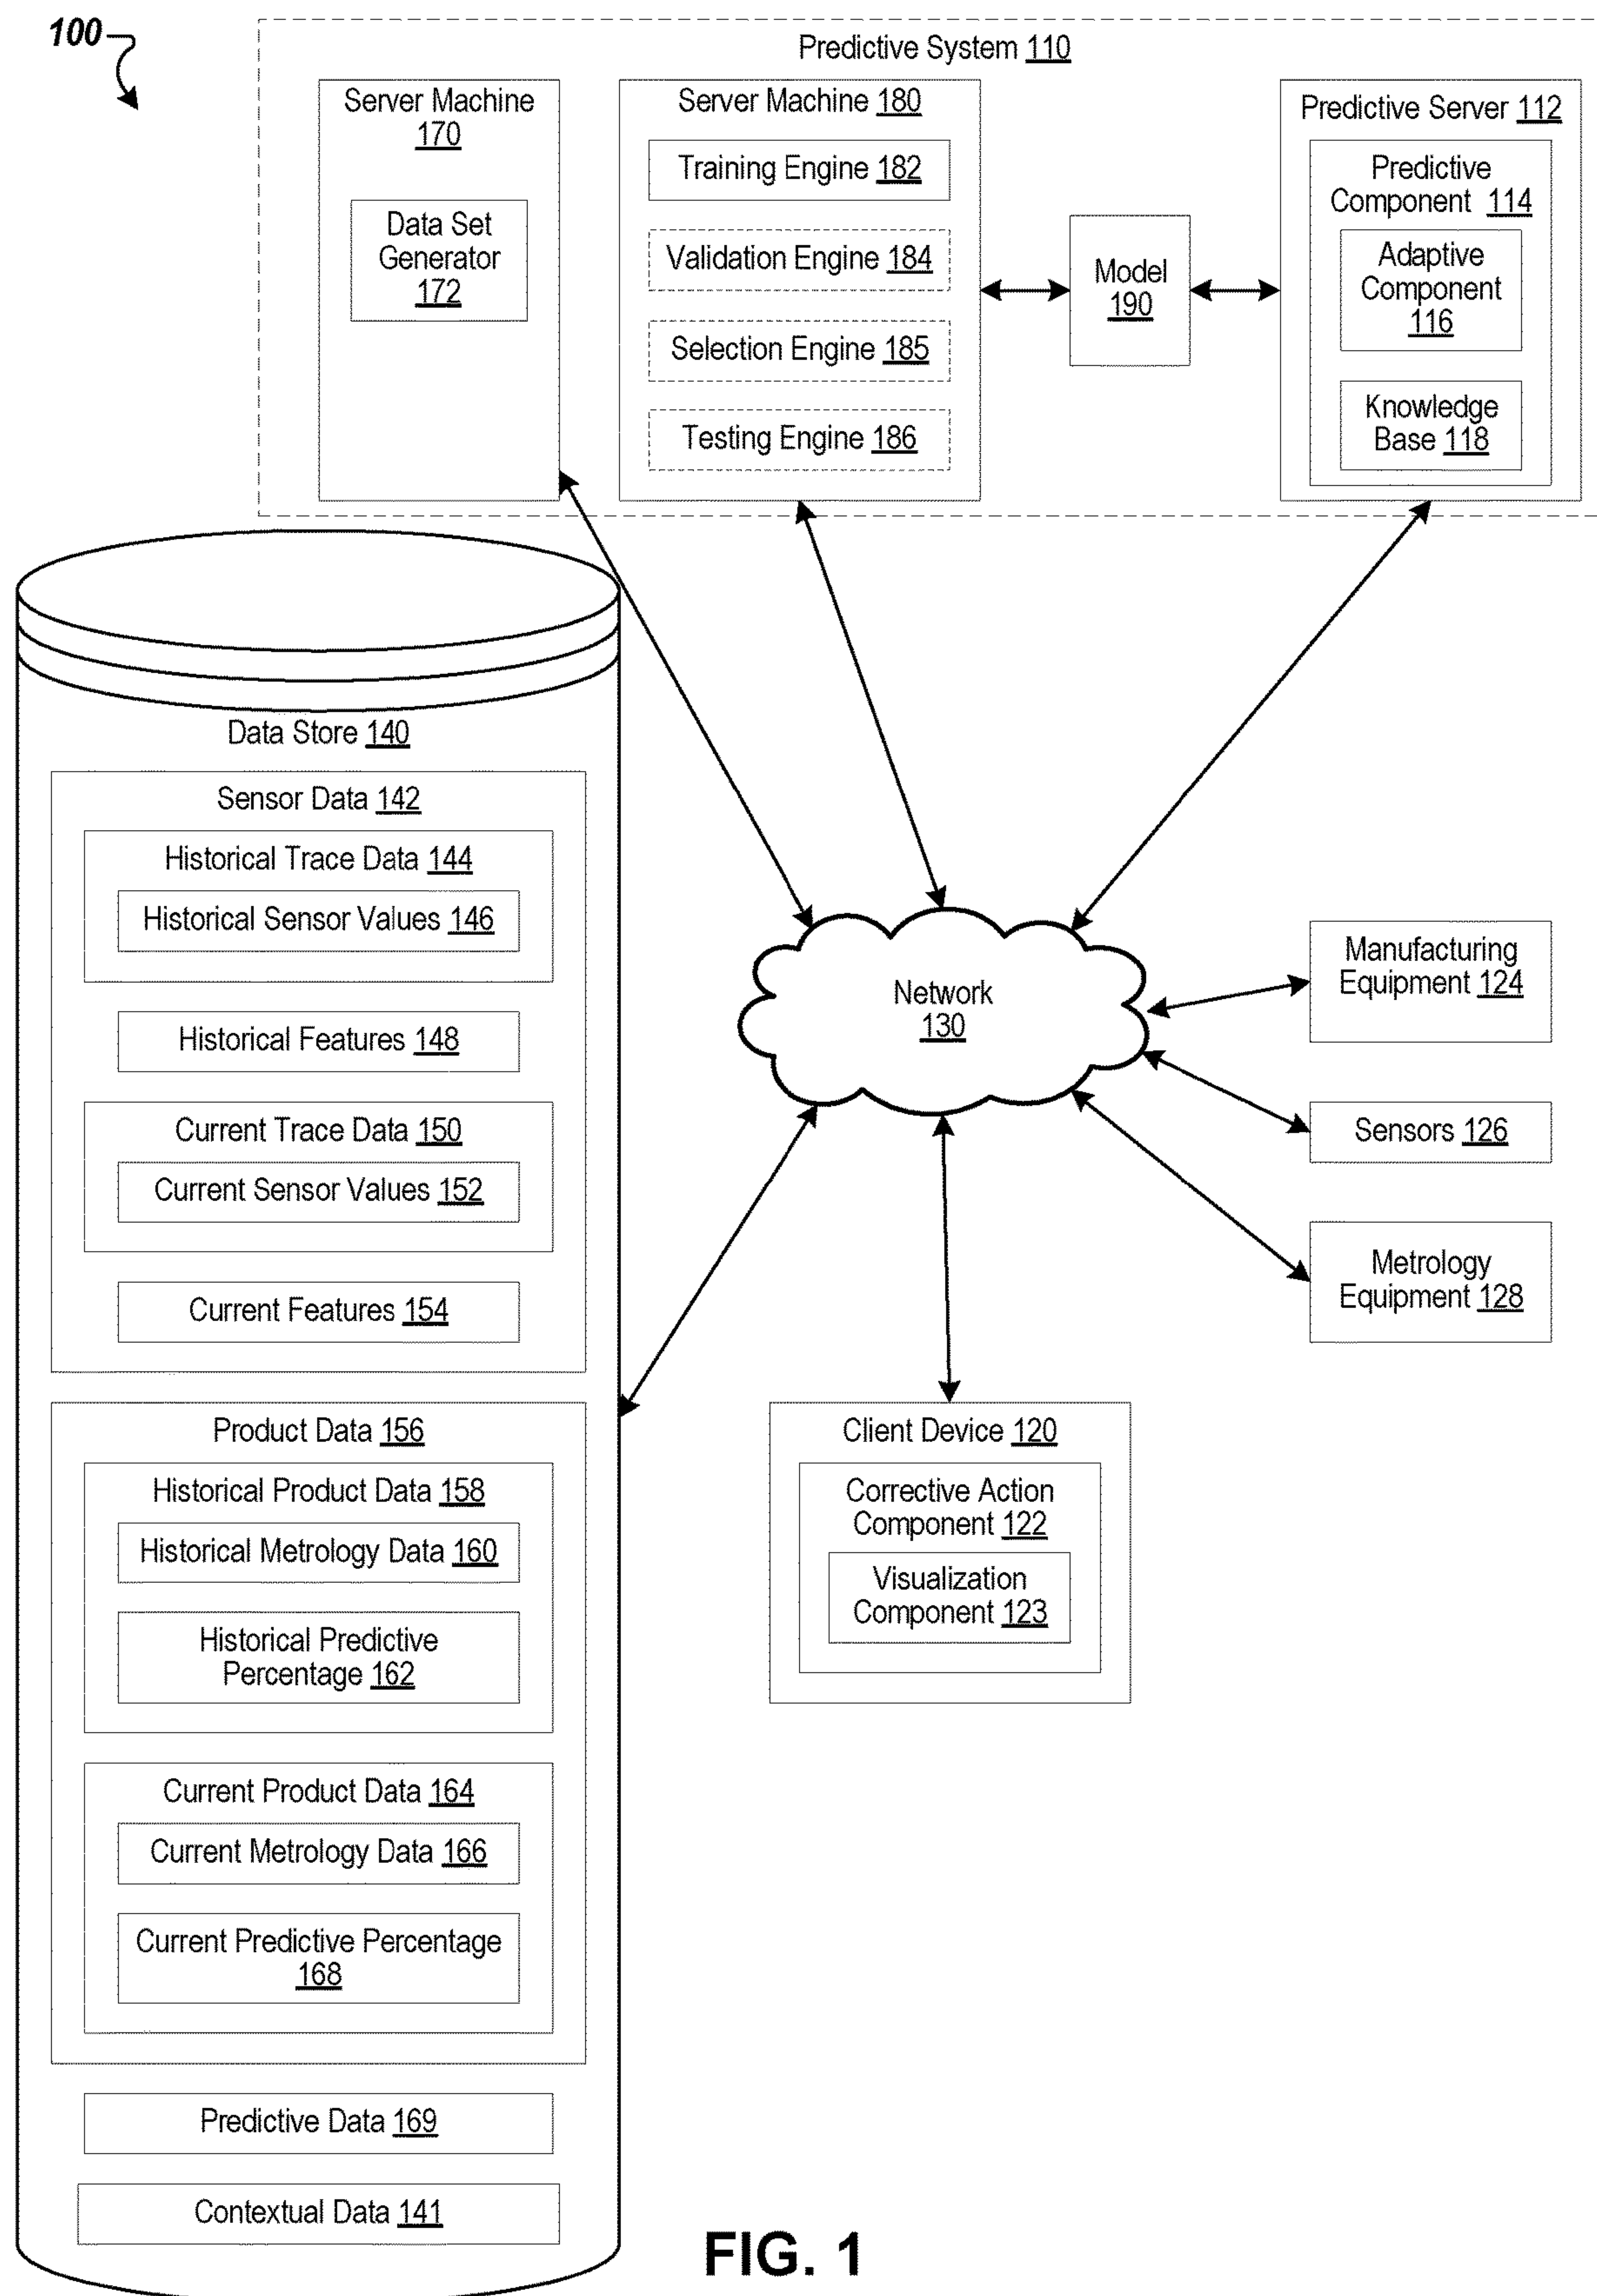 100
Predictive System 110
Server Machine
170
Data Set
Generator
172
Server Machine 180
Training Engine 182
Validation Engine 184
Selection Engine 185
Testing Engine 186
Model
190
Predictive Server 112
Predictive
Component 114
Adaptive
Component
116
Knowledge
Base 118
Data Store 140
Sensor Data 142
Historical Trace Data 144
Historical Sensor Values 146
Historical Features 148
Current Trace Data 150
Current Sensor Values 152
Current Features 154
Product Data 156
Historical Product Data 158
Historical Metrology Data 160
Historical Predictive
Percentage 162
Current Product Data 164
Current Metrology Data 166
Current Predictive Percentage
168
Predictive Data 169
Contextual Data 141
Network
130
Manufacturing
Equipment 124
Sensors 126
Metrology
Equipment 128
Client Device 120
Corrective Action
Component 122
Visualization
Component 123
FIG. 1